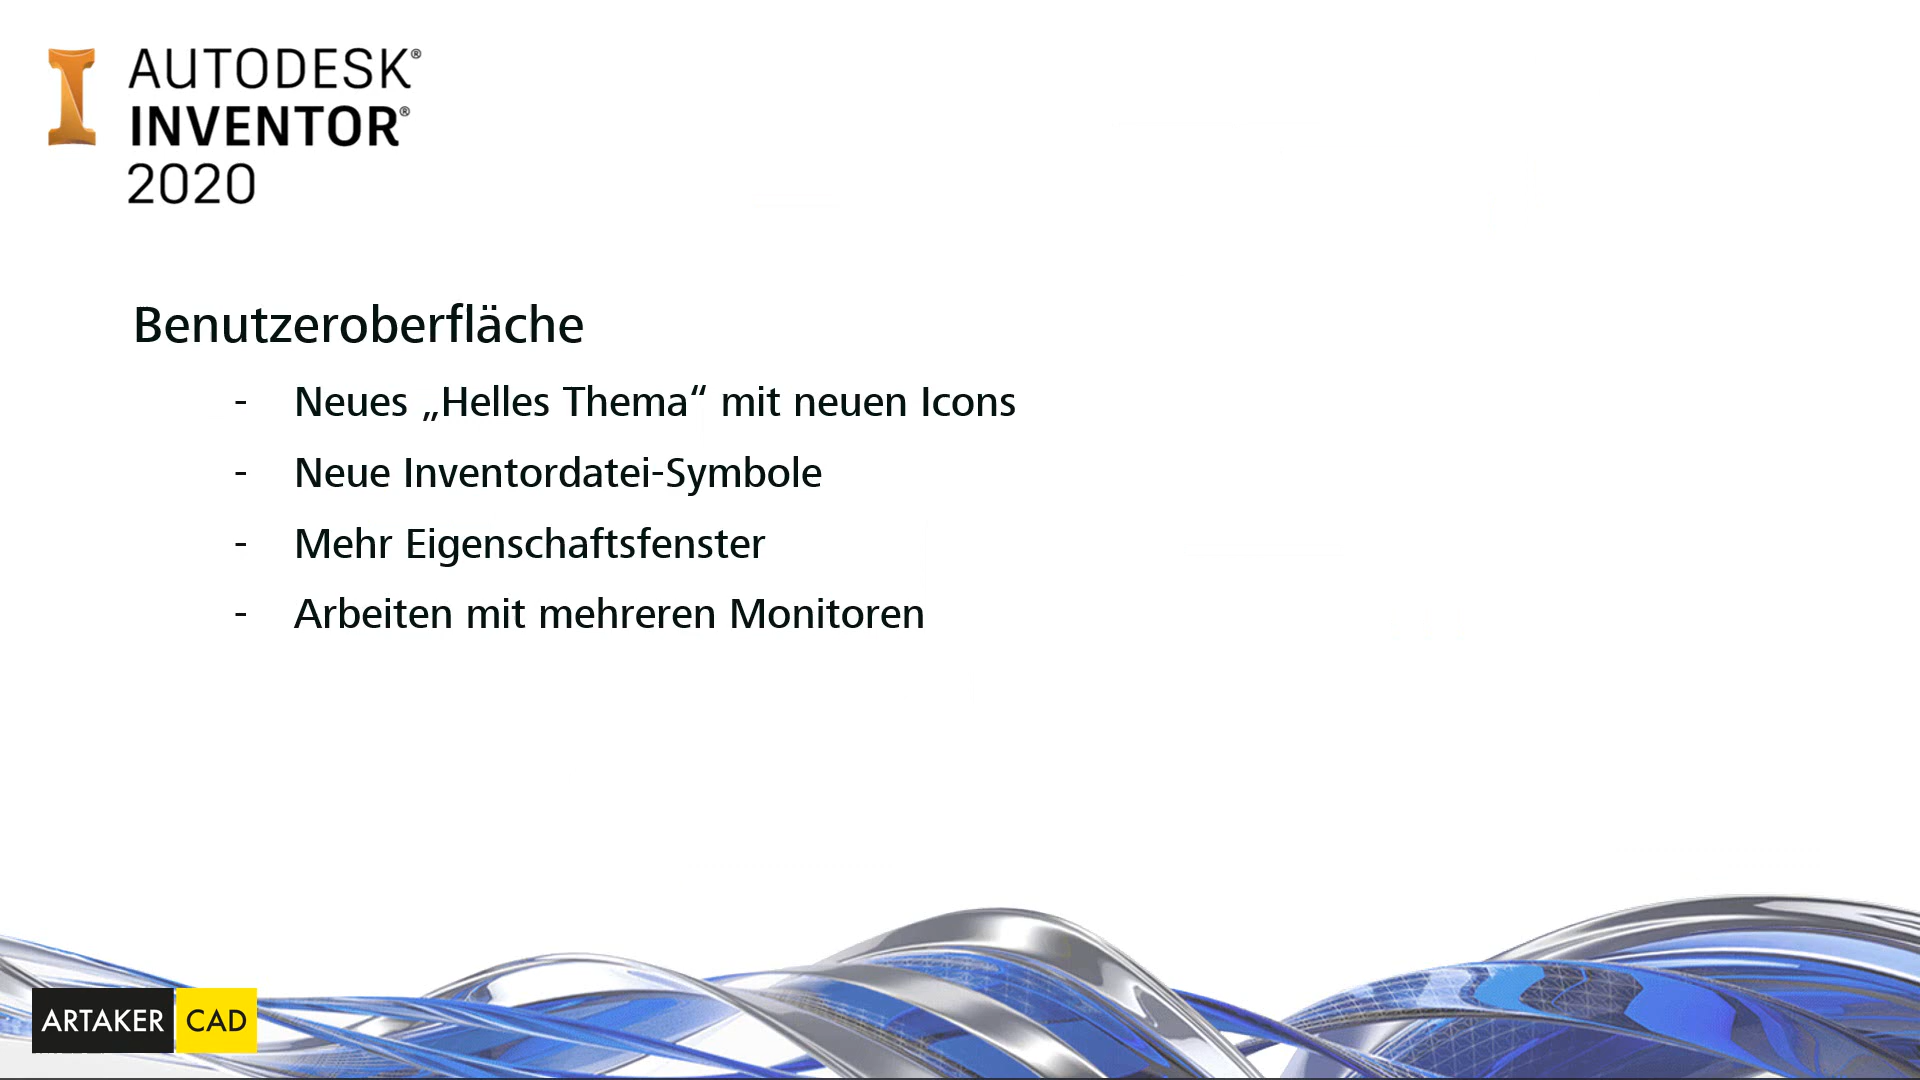 AUTODESK®
INVENTOR®
2020
Benutzeroberfläche
- Neues „Helles Thema“ mit neuen Icons
- Neue Inventordatei-Symbole
- Mehr Eigenschaftsfenster
- Arbeiten mit mehreren Monitoren
ARTAKER CAD